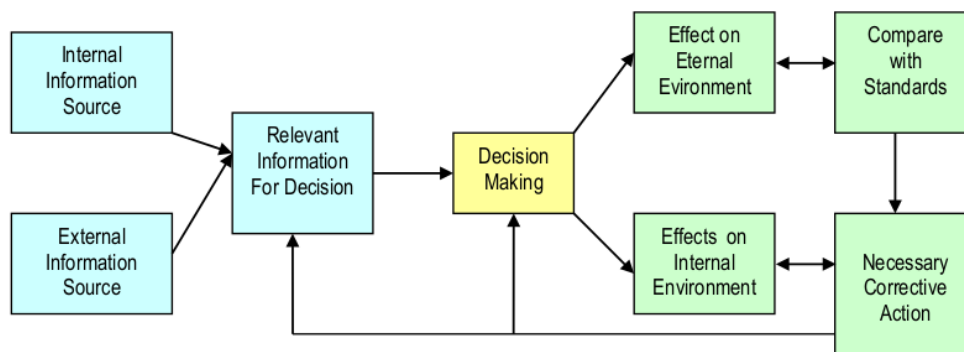 Internal
Information
Source
External
Information
Source
Relevant
Information
For Decision
Decision
Making
Effect on
Eternal
Evironment
Effects on
Internal
Environment
Compare
with
Standards
Necessary
Corrective
Action